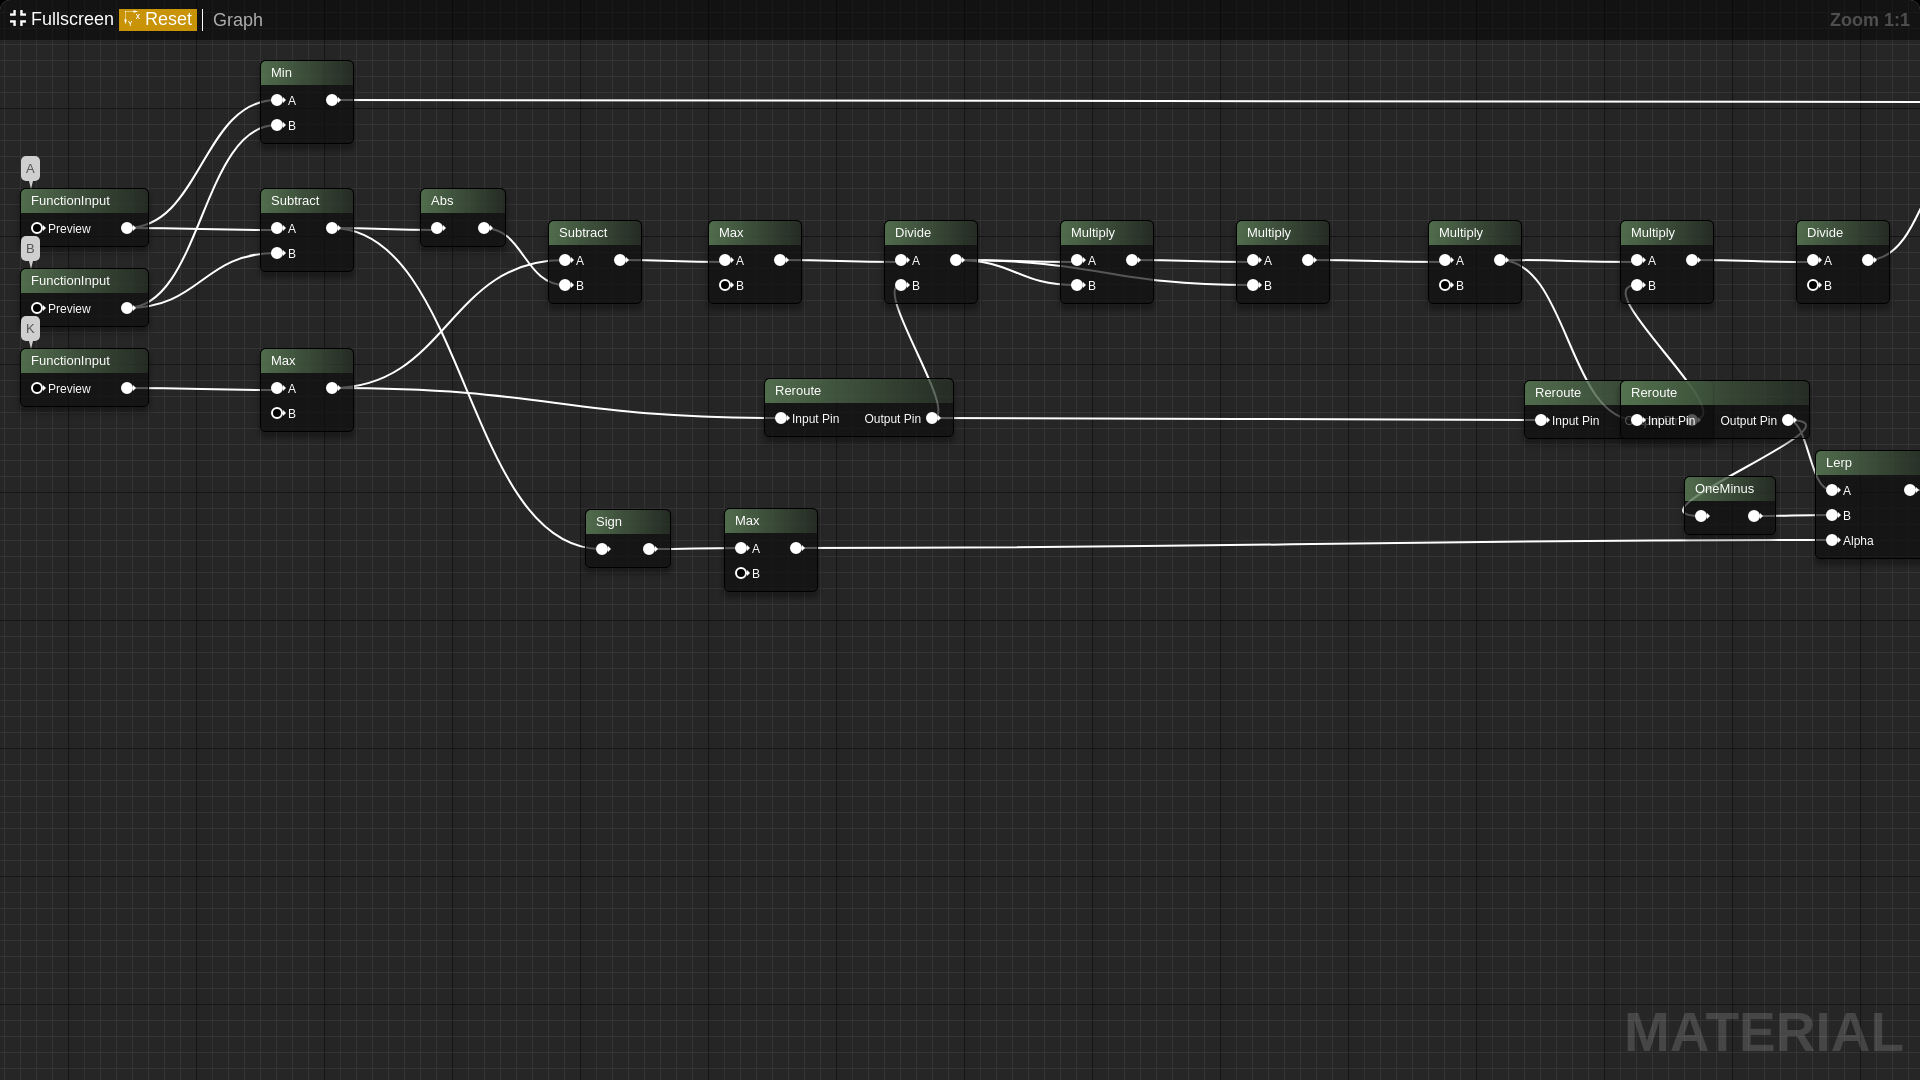 Fullscreen Reset Graph Zoom 1:1
Min
A
B
A
FunctionInput
Preview
Subtract
A
B
Abs
B
FunctionInput
Preview
K
FunctionInput
Preview
Max
A
B
Subtract
A
B
Max
A
B
Divide
A
B
Multiply
A
B
Multiply
A
B
Multiply
A
B
Multiply
A
B
Divide
A
B
Reroute
Input Pin Output Pin
Reroute
Input Pin
Reroute
Input Pin Output Pin
Lerp
A
B
Alpha
OneMinus
Sign
Max
A
B
MATERIAL